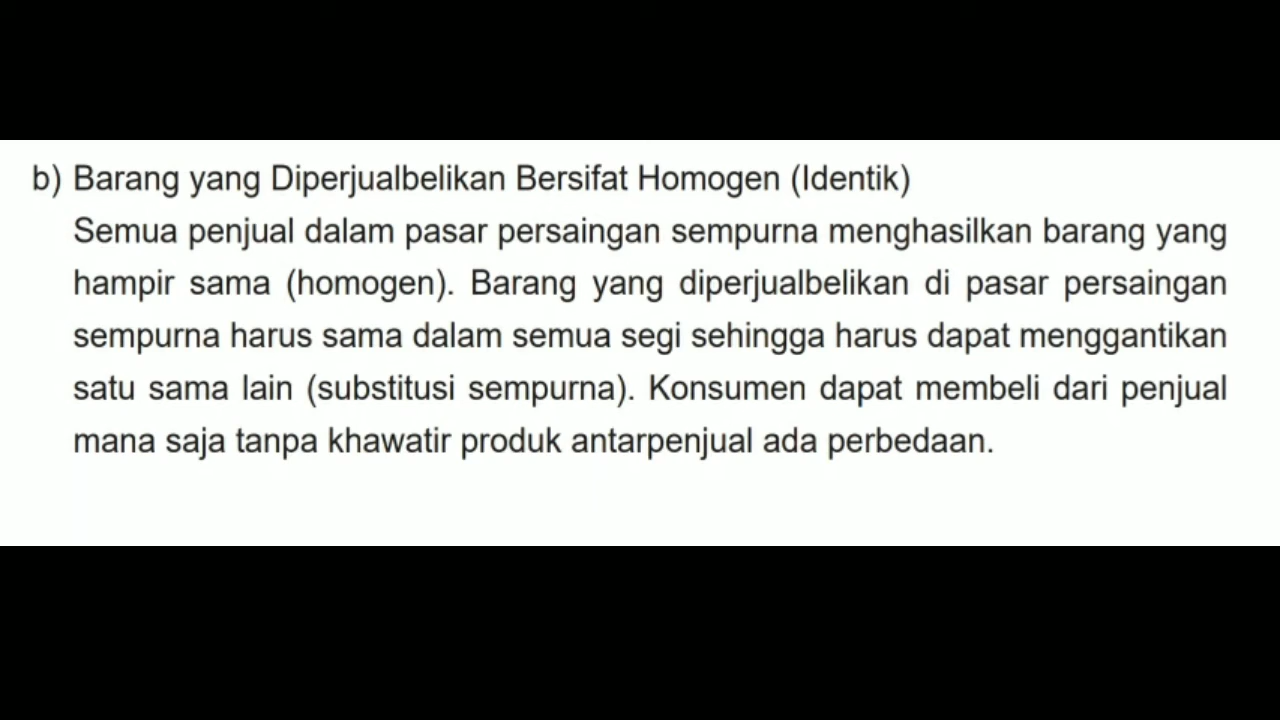 b) Barang yang Diperjualbelikan Bersifat Homogen (Identik)
Semua penjual dalam pasar persaingan sempurna menghasilkan barang yang
hampir sama (homogen). Barang yang diperjualbelikan di pasar persaingan
sempurna harus sama dalam semua segi sehingga harus dapat menggantikan
satu sama lain (substitusi sempurna). Konsumen dapat membeli dari penjual
mana saja tanpa khawatir produk antarpenjual ada perbedaan.